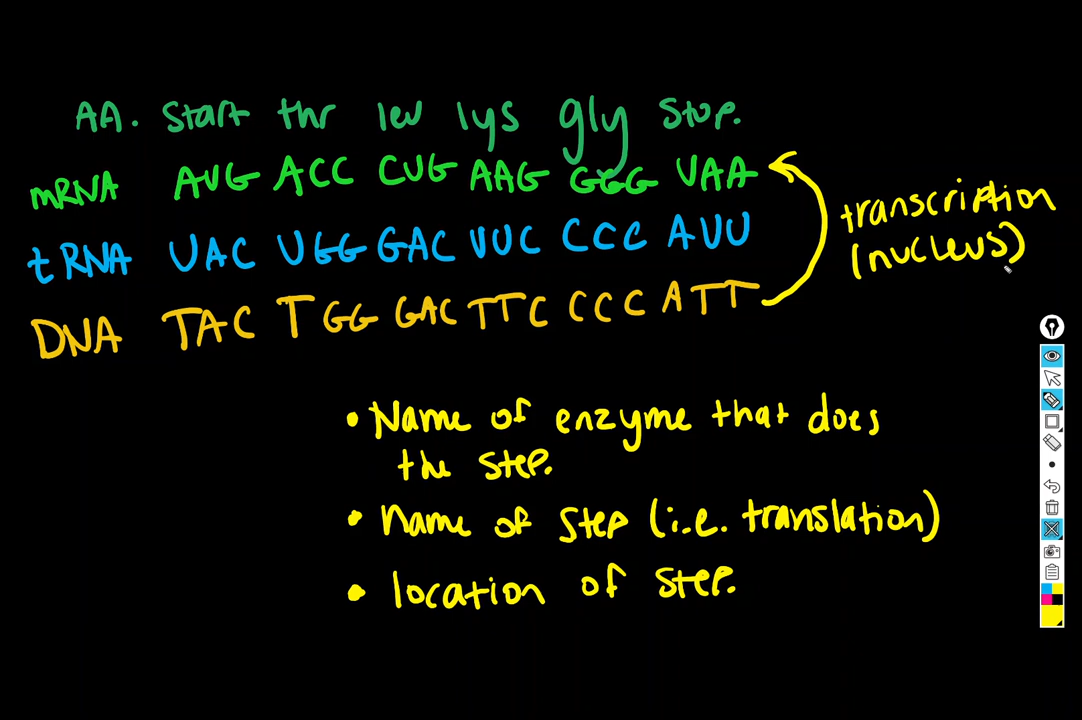 AA. Start thr leu lys gly stop.
mRNA AUG ACC CUG AAG GGG UAA
transcription
(nucleus)
tRNA UAC UGG GAC UUC CCC AUU
DNA TAC TGG GAC TTC CCC ATT
• Name of enzyme that does
the step.
• Name of step (i.e. translation)
• location of step.